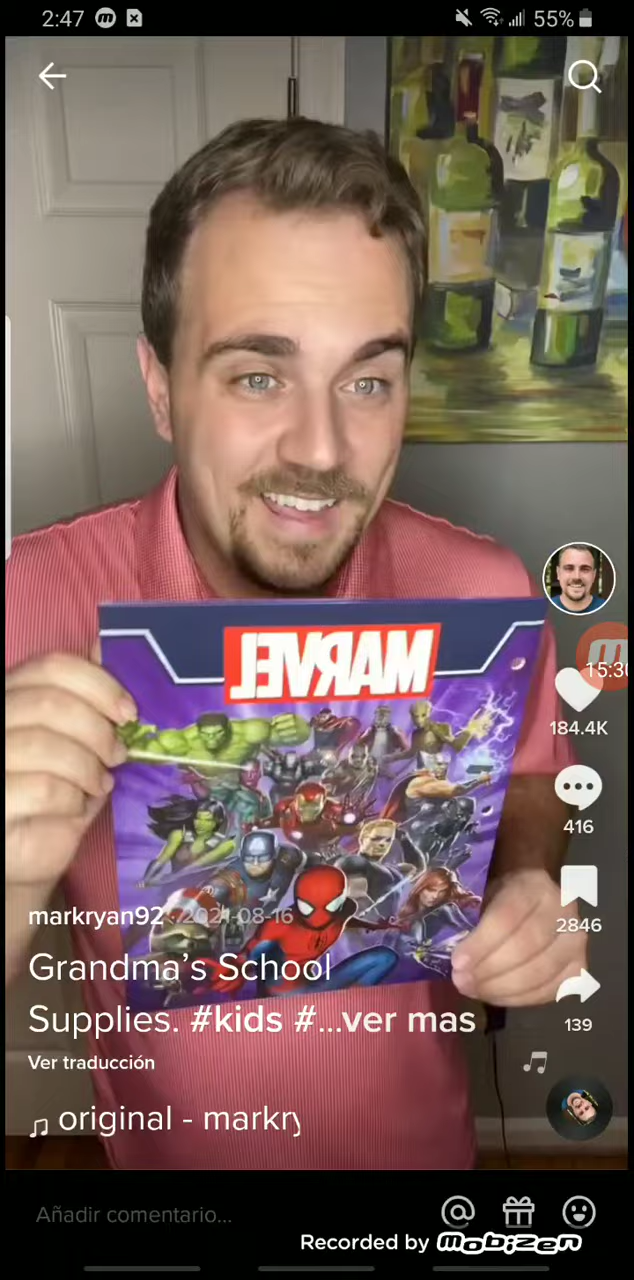 2:47
55%
MARVEL
15:30
184.4K
416
2846
139
markryan92 · 2021-08-16
Grandma's School
Supplies. #kids #...ver mas
Ver traducción
original - markry
Añadir comentario...
Recorded by Mobizen